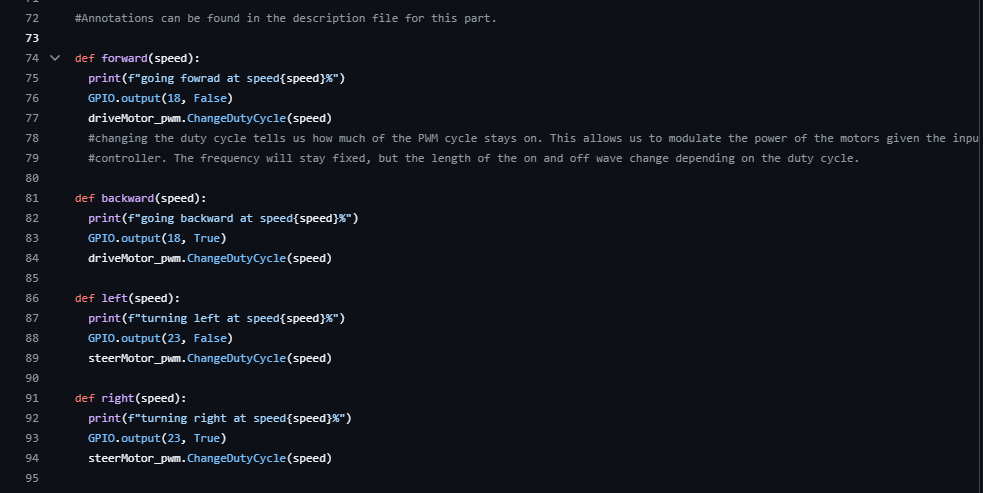 72 #Annotations can be found in the description file for this part.
73
74 def forward(speed):
75 print(f"going fowrad at speed{speed}%")
76 GPIO.output(18, False)
77 driveMotor_pwm.ChangeDutyCycle(speed)
78 #changing the duty cycle tells us how much of the PWM cycle stays on. This allows us to modulate the power of the motors given the inpu
79 #controller. The frequency will stay fixed, but the length of the on and off wave change depending on the duty cycle.
80
81 def backward(speed):
82 print(f"going backward at speed{speed}%")
83 GPIO.output(18, True)
84 driveMotor_pwm.ChangeDutyCycle(speed)
85
86 def left(speed):
87 print(f"turning left at speed{speed}%")
88 GPIO.output(23, False)
89 steerMotor_pwm.ChangeDutyCycle(speed)
90
91 def right(speed):
92 print(f"turning right at speed{speed}%")
93 GPIO.output(23, True)
94 steerMotor_pwm.ChangeDutyCycle(speed)
95